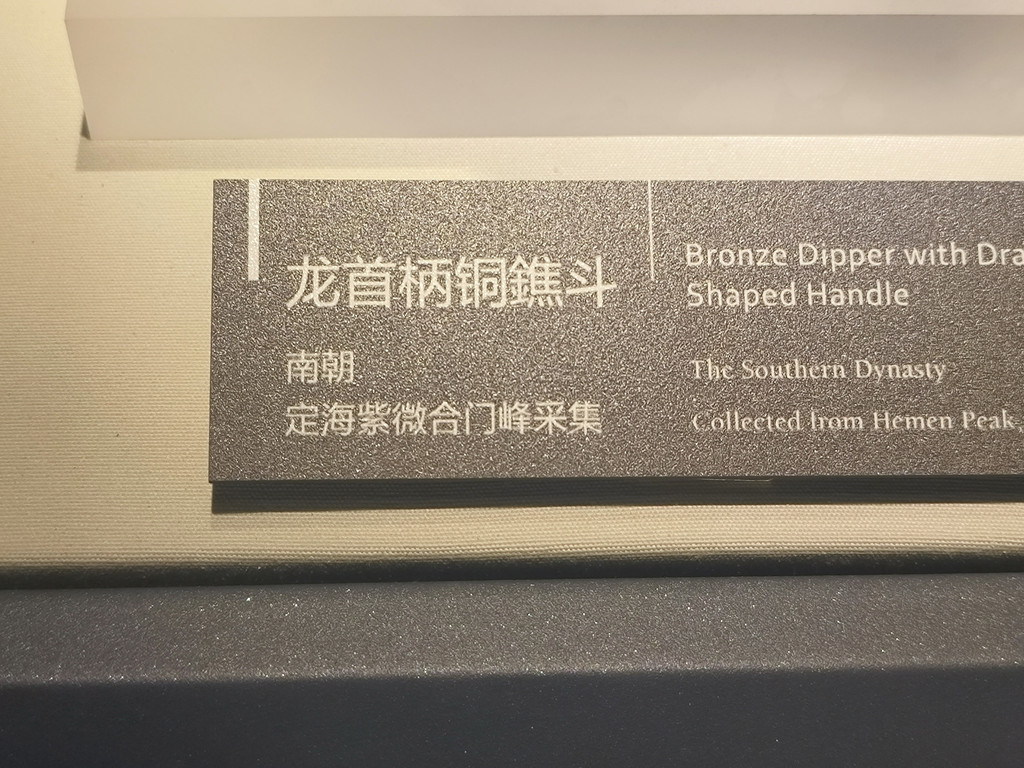 龙首柄铜鐎斗
南朝
定海紫微合门峰采集
Bronze Dipper with
Shaped Handle
The Southern Dynasty
Collected from Hemen Peak,